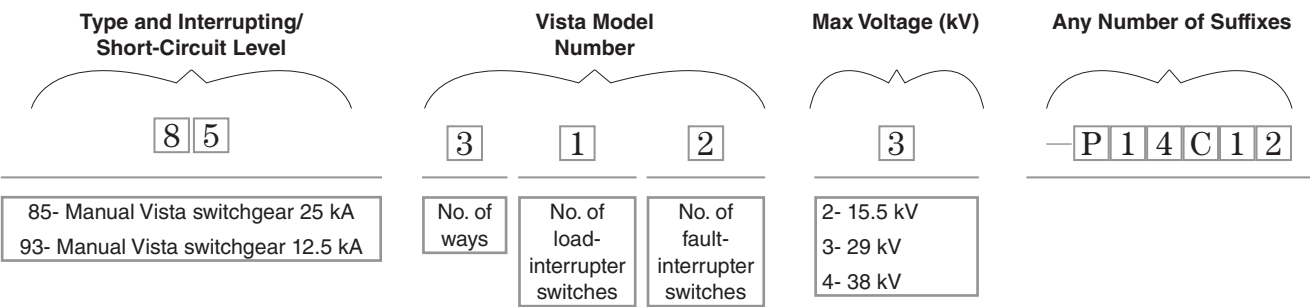 Type and Interrupting/
Short-Circuit Level
Vista Model
Number
Max Voltage (kV)
Any Number of Suffixes
8 5
3
1
2
3
—P 1 4 C 1 2
85- Manual Vista switchgear 25 kA
93- Manual Vista switchgear 12.5 kA
No. of
ways
No. of
load-
interrupter
switches
No. of
fault-
interrupter
switches
2- 15.5 kV
3- 29 kV
4- 38 kV